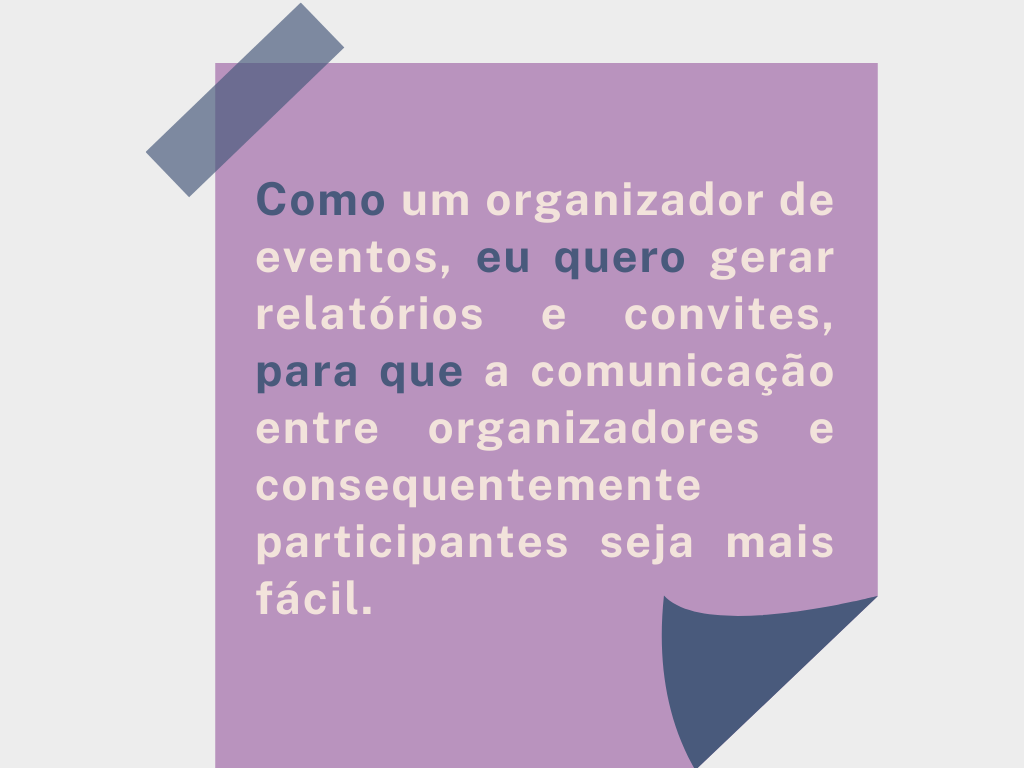 Como um organizador de
eventos, eu quero gerar
relatórios e convites,
para que a comunicação
entre organizadores e
consequentemente
participantes seja mais
fácil.